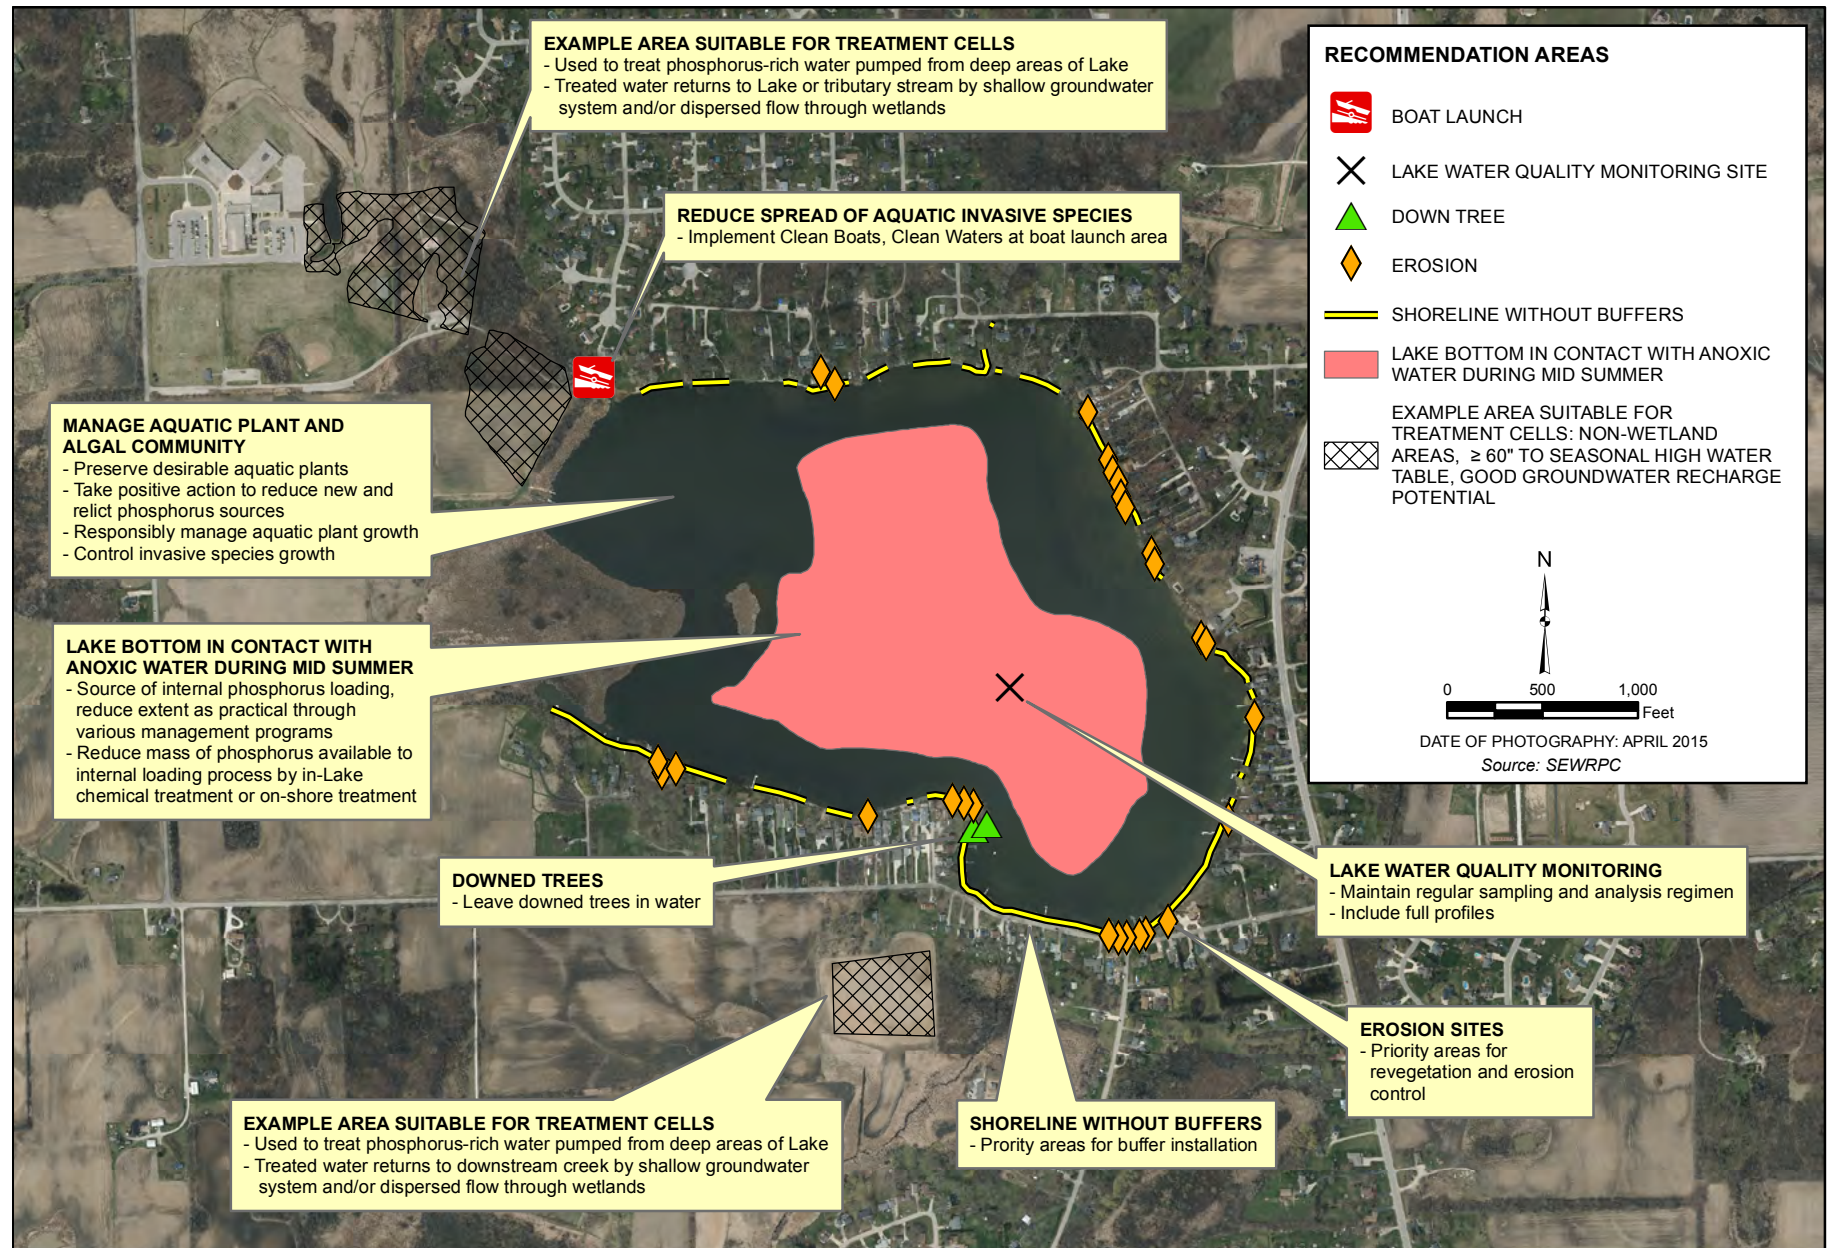 EXAMPLE AREA SUITABLE FOR TREATMENT CELLS
- Used to treat phosphorus-rich water pumped from deep areas of Lake
- Treated water returns to Lake or tributary stream by shallow groundwater
system and/or dispersed flow through wetlands
REDUCE SPREAD OF AQUATIC INVASIVE SPECIES
- Implement Clean Boats, Clean Waters at boat launch area
MANAGE AQUATIC PLANT AND
ALGAL COMMUNITY
- Preserve desirable aquatic plants
- Take positive action to reduce new and
relict phosphorus sources
- Responsibly manage aquatic plant growth
- Control invasive species growth
LAKE BOTTOM IN CONTACT WITH
ANOXIC WATER DURING MID SUMMER
- Source of internal phosphorus loading,
reduce extent as practical through
various management programs
- Reduce mass of phosphorus available to
internal loading process by in-Lake
chemical treatment or on-shore treatment
DOWNED TREES
- Leave downed trees in water
EXAMPLE AREA SUITABLE FOR TREATMENT CELLS
- Used to treat phosphorus-rich water pumped from deep areas of Lake
- Treated water returns to downstream creek by shallow groundwater
system and/or dispersed flow through wetlands
SHORELINE WITHOUT BUFFERS
- Prority areas for buffer installation
EROSION SITES
- Priority areas for
revegetation and erosion
control
LAKE WATER QUALITY MONITORING
- Maintain regular sampling and analysis regimen
- Include full profiles
RECOMMENDATION AREAS
BOAT LAUNCH
LAKE WATER QUALITY MONITORING SITE
DOWN TREE
EROSION
SHORELINE WITHOUT BUFFERS
LAKE BOTTOM IN CONTACT WITH ANOXIC
WATER DURING MID SUMMER
EXAMPLE AREA SUITABLE FOR
TREATMENT CELLS: NON-WETLAND
AREAS, ≥ 60" TO SEASONAL HIGH WATER
TABLE, GOOD GROUNDWATER RECHARGE
POTENTIAL
N
0 500 1,000
Feet
DATE OF PHOTOGRAPHY: APRIL 2015
Source: SEWRPC